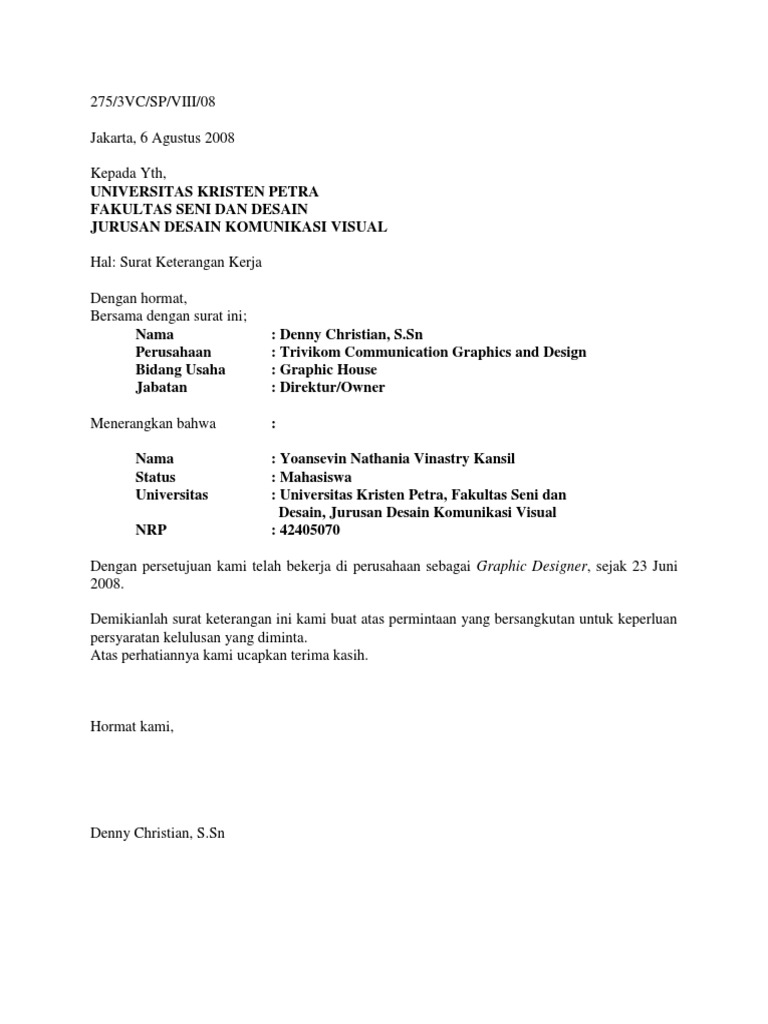 275/3VC/SP/VIII/08
Jakarta, 6 Agustus 2008
Kepada Yth,
UNIVERSITAS KRISTEN PETRA
FAKULTAS SENI DAN DESAIN
JURUSAN DESAIN KOMUNIKASI VISUAL
Hal: Surat Keterangan Kerja
Dengan hormat,
Bersama dengan surat ini;
Nama : Denny Christian, S.Sn
Perusahaan : Trivikom Communication Graphics and Design
Bidang Usaha : Graphic House
Jabatan : Direktur/Owner
Menerangkan bahwa :
Nama : Yoansevin Nathania Vinastry Kansil
Status : Mahasiswa
Universitas : Universitas Kristen Petra, Fakultas Seni dan
Desain, Jurusan Desain Komunikasi Visual
NRP : 42405070
Dengan persetujuan kami telah bekerja di perusahaan sebagai Graphic Designer, sejak 23 Juni
2008.
Demikianlah surat keterangan ini kami buat atas permintaan yang bersangkutan untuk keperluan
persyaratan kelulusan yang diminta.
Atas perhatiannya kami ucapkan terima kasih.
Hormat kami,
Denny Christian, S.Sn